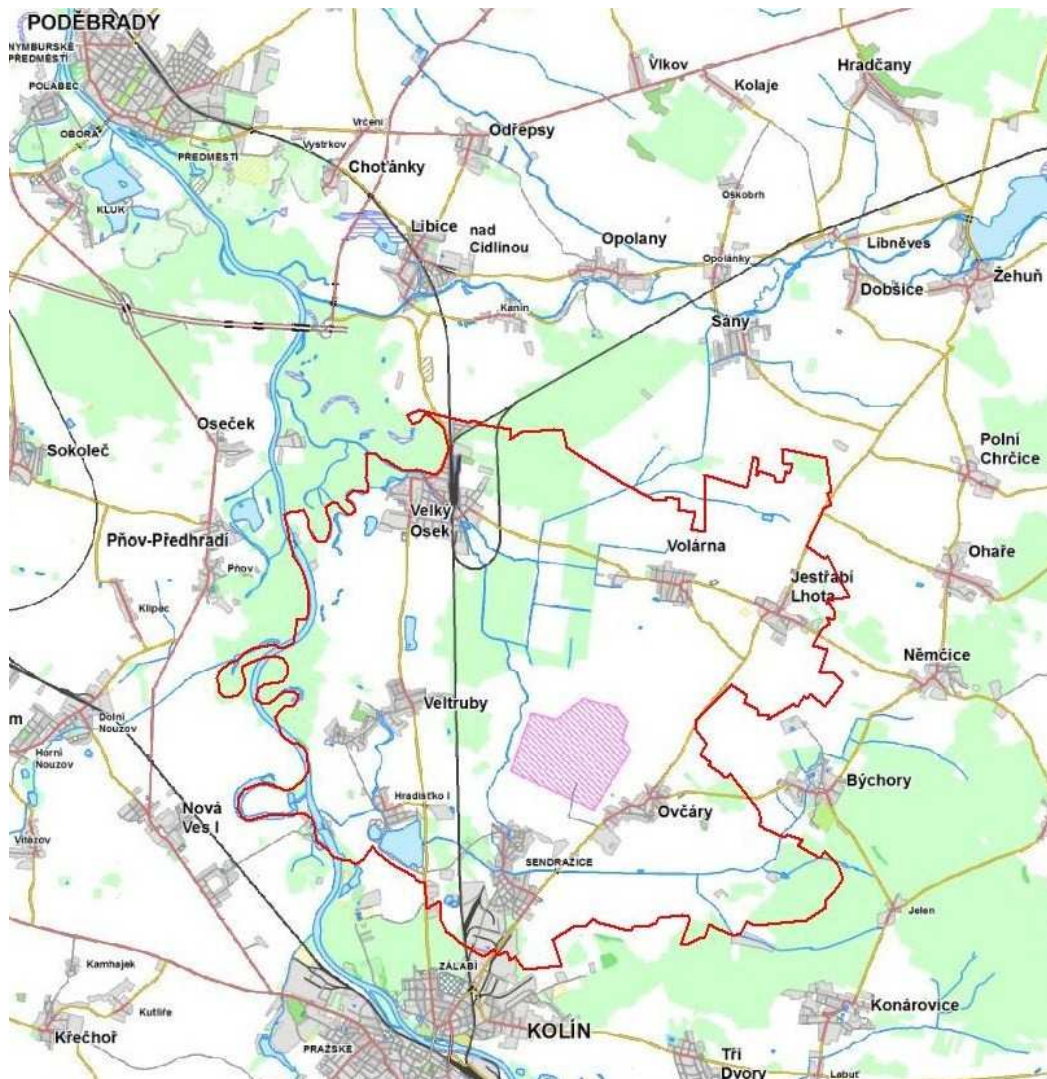 PODĚBRADY
NYMBURSKÉ
PŘEDMĚSTÍ
POLABEC
OBORA
PŘEDMĚSTÍ
KLUK
Vlkov
Kolaje
Hradčany
Vrčení
Vystrkov
Odřepsy
Choťánky
Oškobrh
Libice nad
Cidlinou
Opolany
Opolánky
Libněves
Dobšice
Žehuň
Kanín
Sány
Oseček
Sokoleč
Polní
Chrčice
Velký
Osek
Pňov-Předhradí
Pňov
Volárna
Ohaře
Jestřabí
Lhota
Klipec
Němčice
Veltruby
m
Dolní
Nouzov
Horní
Nouzov
Býchory
Hradišťko I
Ovčáry
Nová
Ves I
Vítězov
SENDRAŽICE
Jelen
ZÁLABÍ
Kamhajek
Kutlíře
Křečhoř
Konárovice
KOLÍN
PRAŽSKÉ
Tři
Dvory
Labuť